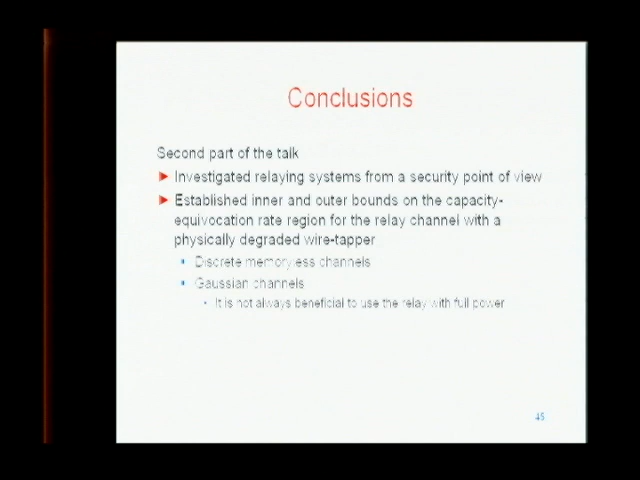 Conclusions
Second part of the talk
Investigated relaying systems from a security point of view
Established inner and outer bounds on the capacity-
equivocation rate region for the relay channel with a
physically degraded wire-tapper
Discrete memoryless channels
Gaussian channels
It is not always beneficial to use the relay with full power
45